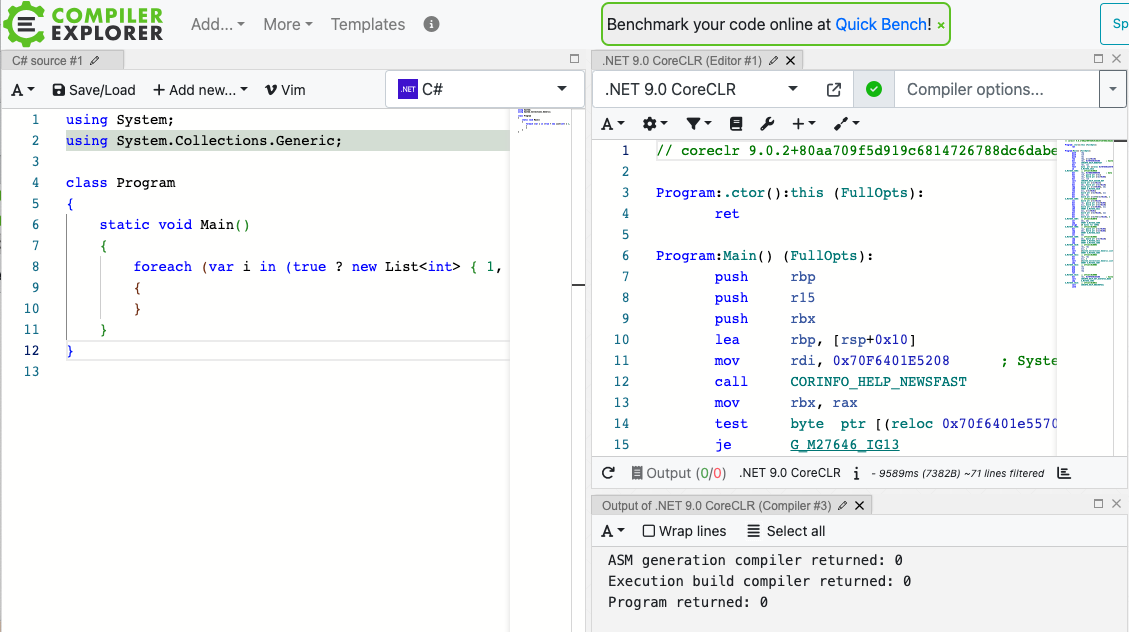 COMPILER
EXPLORER
Add...
More
Templates
Benchmark your code online at Quick Bench! ×
Sp
C# source #1
A
Save/Load
+ Add new...
Vim
.NET C#
1 using System;
2 using System.Collections.Generic;
3
4 class Program
5 {
6 static void Main()
7 {
8 foreach (var i in (true ? new List<int> { 1,
9 {
10 }
11 }
12 }
13
.NET 9.0 CoreCLR (Editor #1)
.NET 9.0 CoreCLR
Compiler options...
A
1 // coreclr 9.0.2+80aa709f5d919c6814726788dc6dabe
2
3 Program:.ctor():this (FullOpts):
4 ret
5
6 Program:Main() (FullOpts):
7 push rbp
8 push r15
9 push rbx
10 lea rbp, [rsp+0x10]
11 mov rdi, 0x70F6401E5208 ; Syste
12 call CORINFO_HELP_NEWSFAST
13 mov rbx, rax
14 test byte ptr [(reloc 0x70f6401e5570
15 je G_M27646_IG13
Output (0/0) .NET 9.0 CoreCLR i - 9589ms (7382B) ~71 lines filtered
Output of .NET 9.0 CoreCLR (Compiler #3)
A
Wrap lines
Select all
ASM generation compiler returned: 0
Execution build compiler returned: 0
Program returned: 0